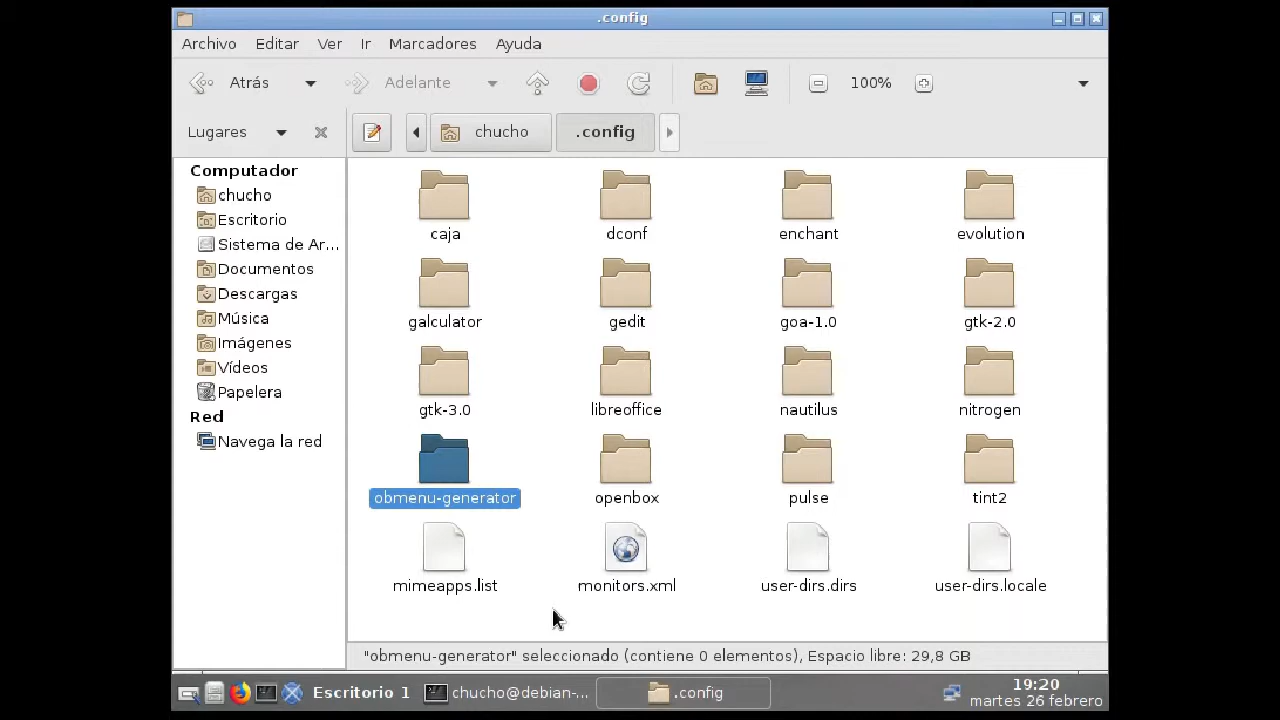 .config
Archivo Editar Ver Ir Marcadores Ayuda
Atrás Adelante 100%
Lugares chucho .config
Computador
chucho
Escritorio
Sistema de Ar...
Documentos
Descargas
Música
Imágenes
Vídeos
Papelera
Red
Navega la red
caja dconf enchant evolution
galculator gedit goa-1.0 gtk-2.0
gtk-3.0 libreoffice nautilus nitrogen
obmenu-generator openbox pulse tint2
mimeapps.list monitors.xml user-dirs.dirs user-dirs.locale
"obmenu-generator" seleccionado (contiene 0 elementos), Espacio libre: 29,8 GB
Escritorio 1 chucho@debian-... .config 19:20
martes 26 febrero